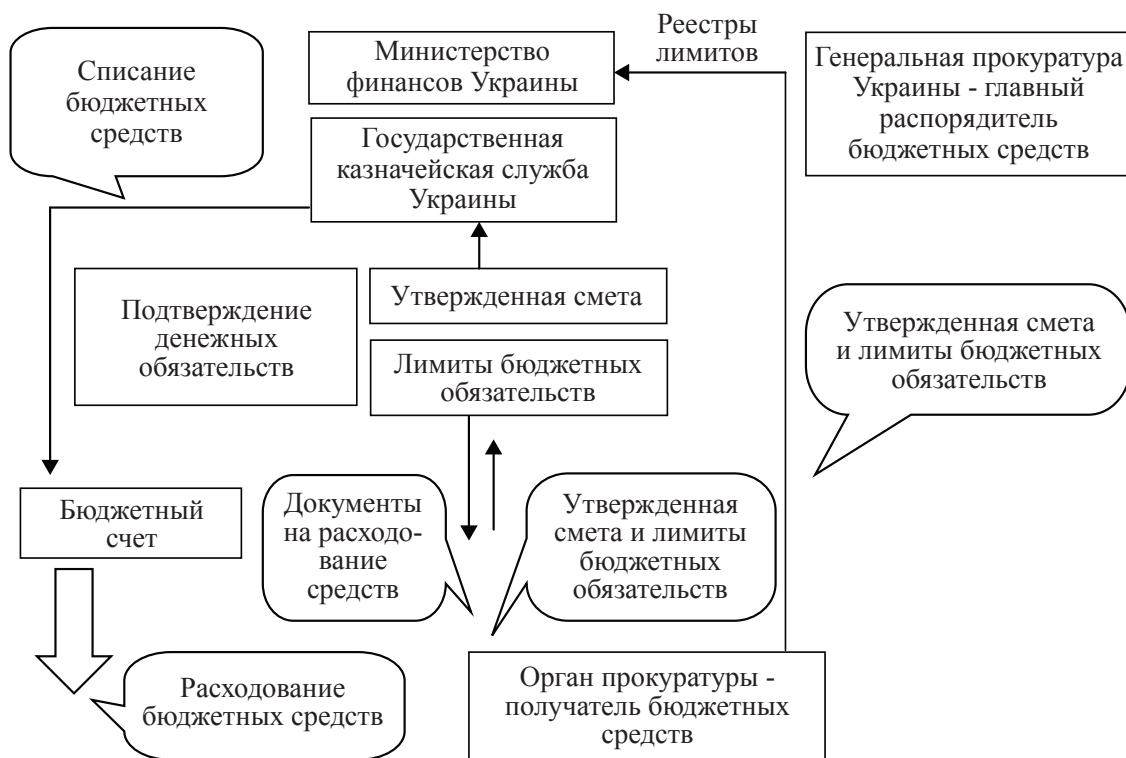 Реестры
лимитов
Списание
бюджетных
средств
Министерство
финансов Украины
Генеральная прокуратура
Украины - главный
распорядитель
бюджетных средств
Государственная
казначейская служба
Украины
Подтверждение
денежных
обязательств
Утвержденная смета
Лимиты бюджетных
обязательств
Утвержденная смета
и лимиты бюджетных
обязательств
Бюджетный
счет
Документы
на расходо-
вание
средств
Утвержденная
смета и лимиты
бюджетных
обязательств
Расходование
бюджетных средств
Орган прокуратуры -
получатель бюджетных
средств